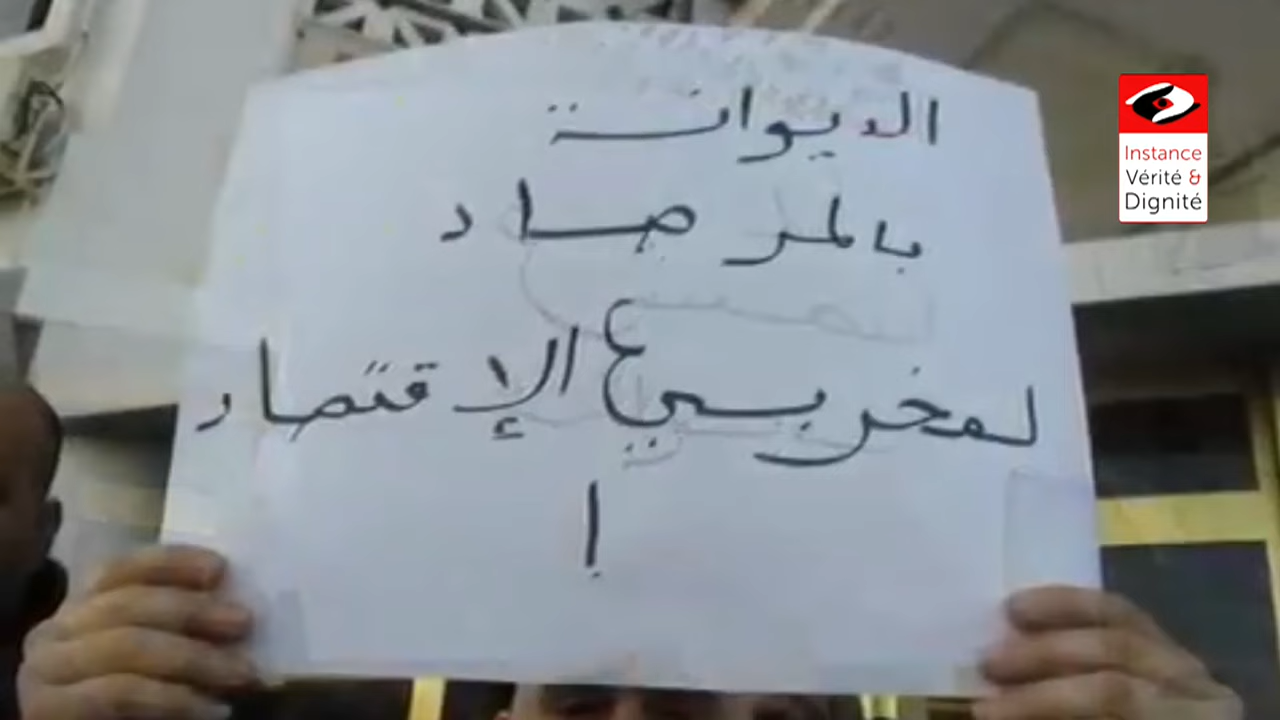 الديوانة
بالمرصاد
لمخربي الإقتصاد
!
Instance
Vérité &
Dignité